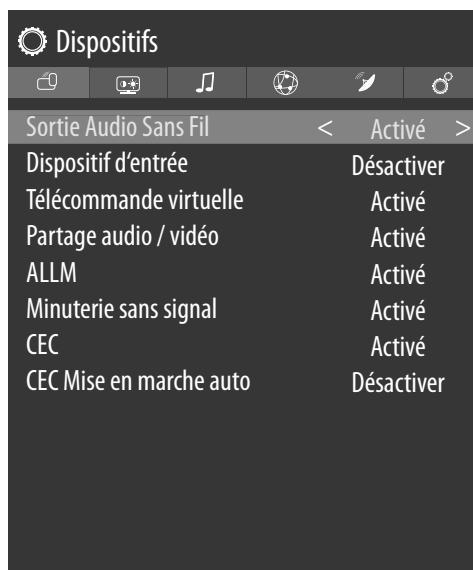 Dispositifs
Sortie Audio Sans Fil < Activé >
Dispositif d‘entrée Désactiver
Télécommande virtuelle Activé
Partage audio / vidéo Activé
ALLM Activé
Minuterie sans signal Activé
CEC Activé
CEC Mise en marche auto Désactiver